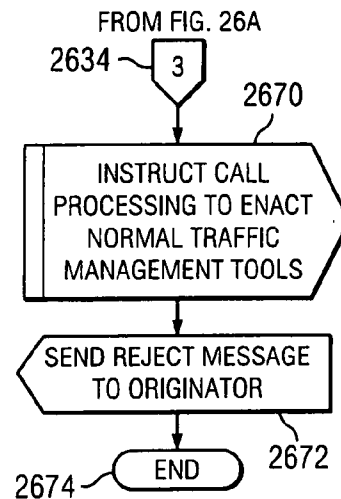 FROM FIG. 26A
2634
3
2670
INSTRUCT CALL
PROCESSING TO ENACT
NORMAL TRAFFIC
MANAGEMENT TOOLS
SEND REJECT MESSAGE
TO ORIGINATOR
2672
2674
END